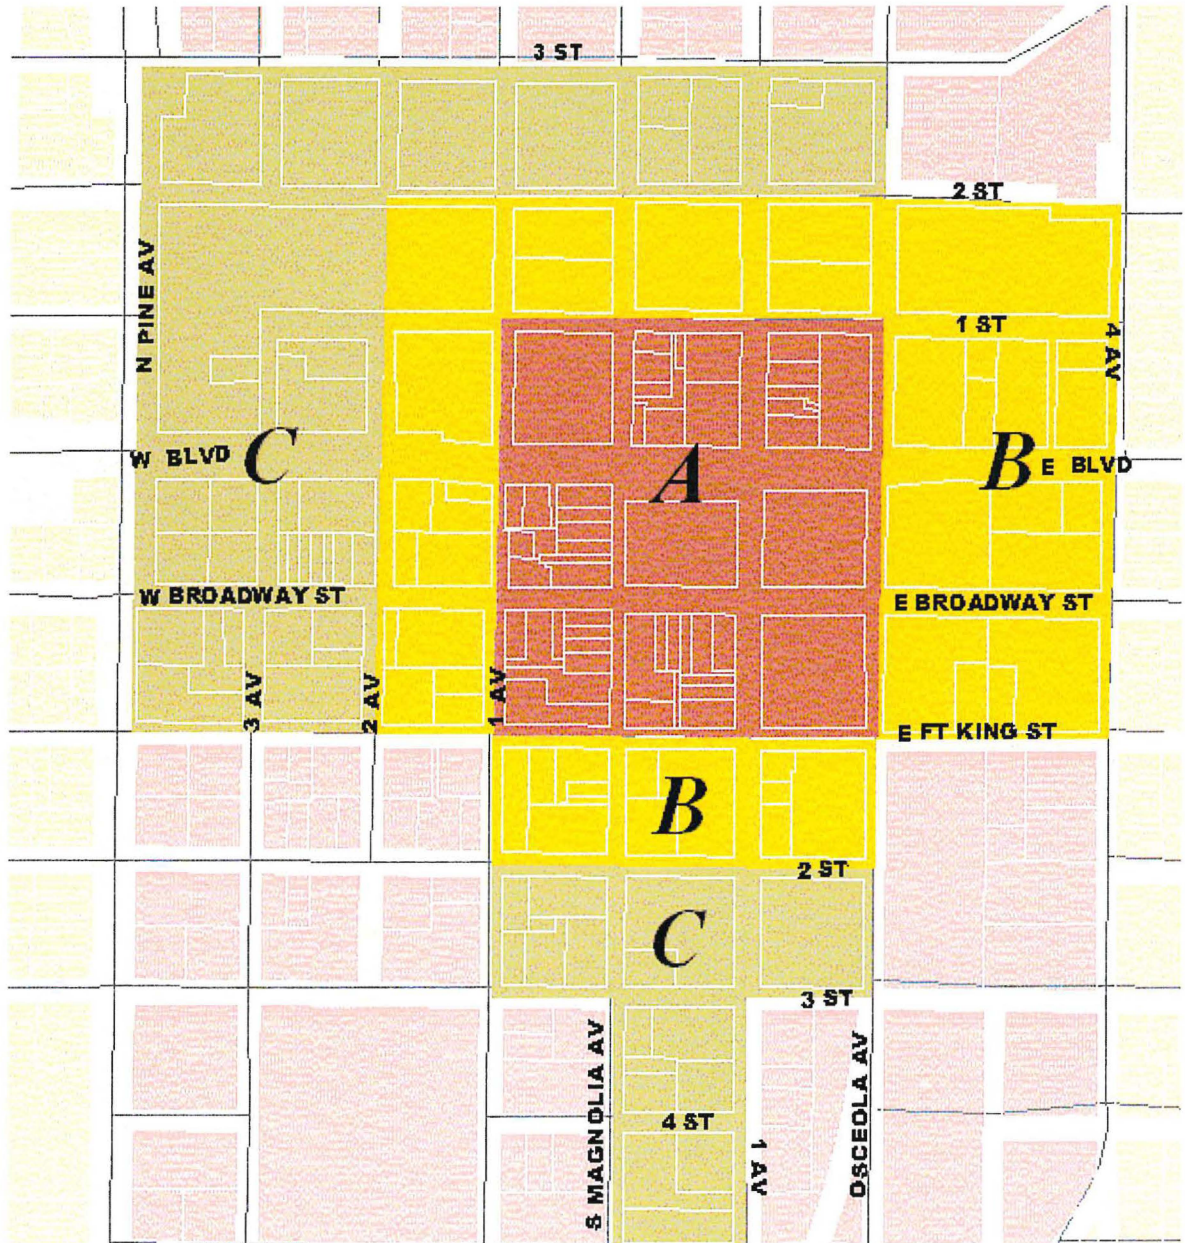 3 ST
2 ST
N PINE AV
1 ST
4 AV
W BLVD
C
A
B
E BLVD
W BROADWAY ST
E BROADWAY ST
3 AV
2 AV
1 AV
E FT KING ST
B
2 ST
C
3 ST
S MAGNOLIA AV
OSCEOLA AV
4 ST
1 AV